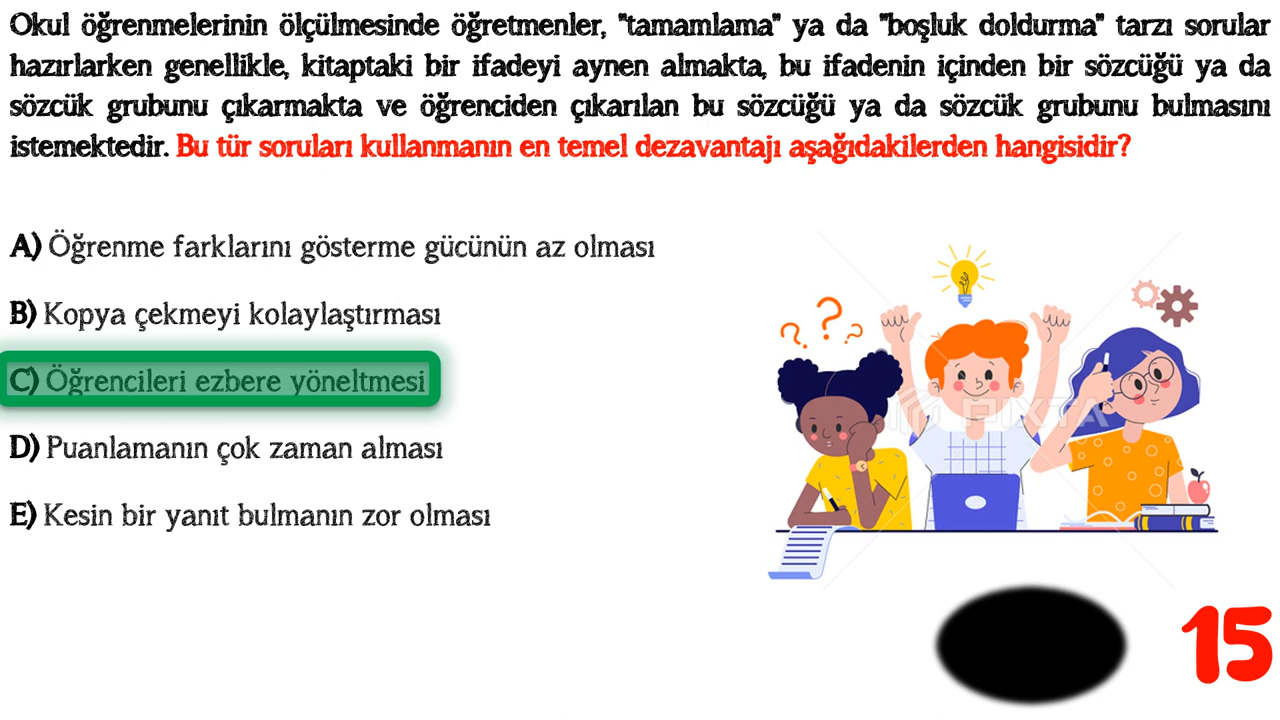 Okul öğrenmelerinin ölçülmesinde öğretmenler, "tamamlama" ya da "boşluk doldurma" tarzı sorular
hazırlarken genellikle, kitaptaki bir ifadeyi aynen almakta, bu ifadenin içinden bir sözcüğü ya da
sözcük grubunu çıkarmakta ve öğrenciden çıkarılan bu sözcüğü ya da sözcük grubunu bulmasını
istemektedir. Bu tür soruları kullanmanın en temel dezavantajı aşağıdakilerden hangisidir?
A) Öğrenme farklarını gösterme gücünün az olması
B) Kopya çekmeyi kolaylaştırması
C) Öğrencileri ezbere yöneltmesi
D) Puanlamanın çok zaman alması
E) Kesin bir yanıt bulmanın zor olması
???
PIXTA
15